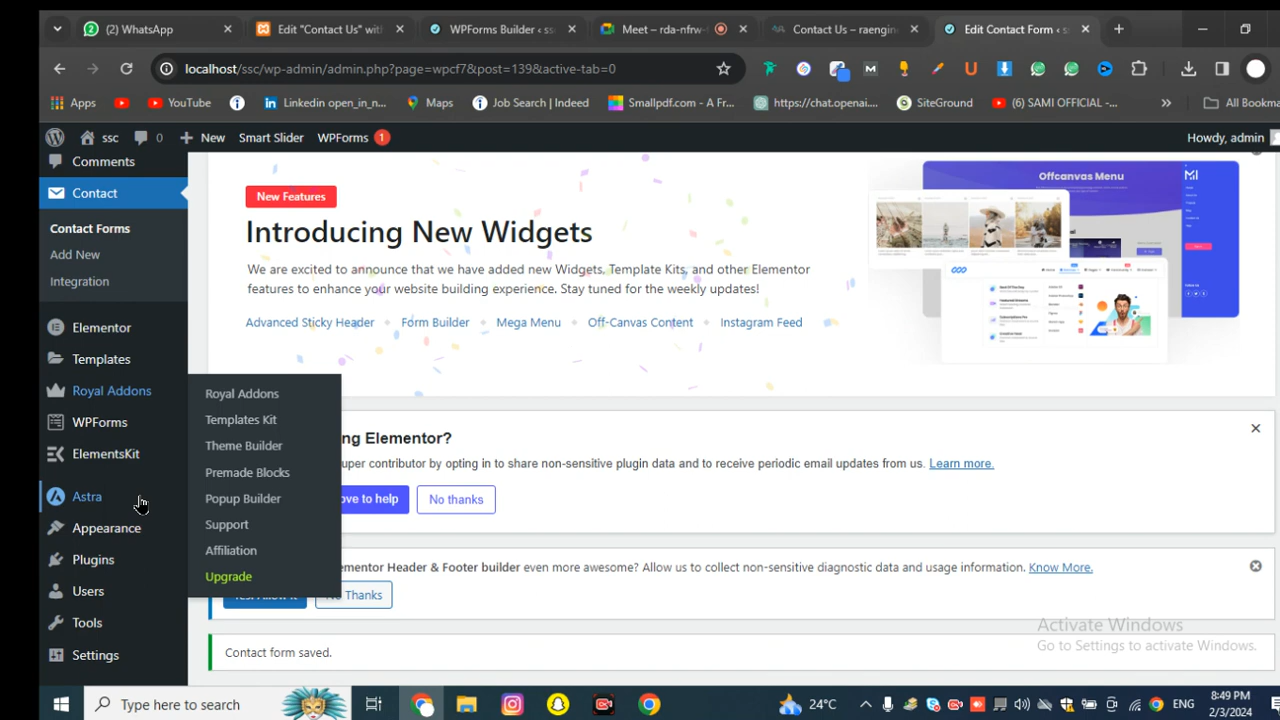 (2) WhatsApp
Edit "Contact Us" wit
WPForms Builder ‹ s
Meet – rda-nfrw-
Contact Us – raengin
Edit Contact Form ‹ s
localhost/ssc/wp-admin/admin.php?page=wpcf7&post=139&active-tab=0
Apps
YouTube
Linkedin open_in_n...
Maps
Job Search | Indeed
Smallpdf.com - A Fr...
https://chat.openai....
SiteGround
(6) SAMI OFFICIAL -...
»
All Bookma
ssc
0
New
Smart Slider
WPForms 1
Howdy, admin
Comments
Contact
Contact Forms
Add New
Integration
Elementor
Templates
Royal Addons
WPForms
ElementsKit
Astra
Appearance
Plugins
Users
Tools
Settings
Royal Addons
Templates Kit
Theme Builder
Premade Blocks
Popup Builder
Support
Affiliation
Upgrade
New Features
Introducing New Widgets
We are excited to announce that we have added new Widgets, Template Kits, and other Elementor
features to enhance your website building experience. Stay tuned for the weekly updates!
Advanced Sticky Header
Form Builder
Mega Menu
Off-Canvas Content
Instagram Feed
Offcanvas Menu
ng Elementor?
uper contributor by opting in to share non-sensitive plugin data and to receive periodic email updates from us. Learn more.
ove to help
No thanks
ementor Header & Footer builder even more awesome? Allow us to collect non-sensitive diagnostic data and usage information. Know More.
No Thanks
Contact form saved.
Activate Windows
Go to Settings to activate Windows.
Type here to search
24°C
ENG
8:49 PM
2/3/2024